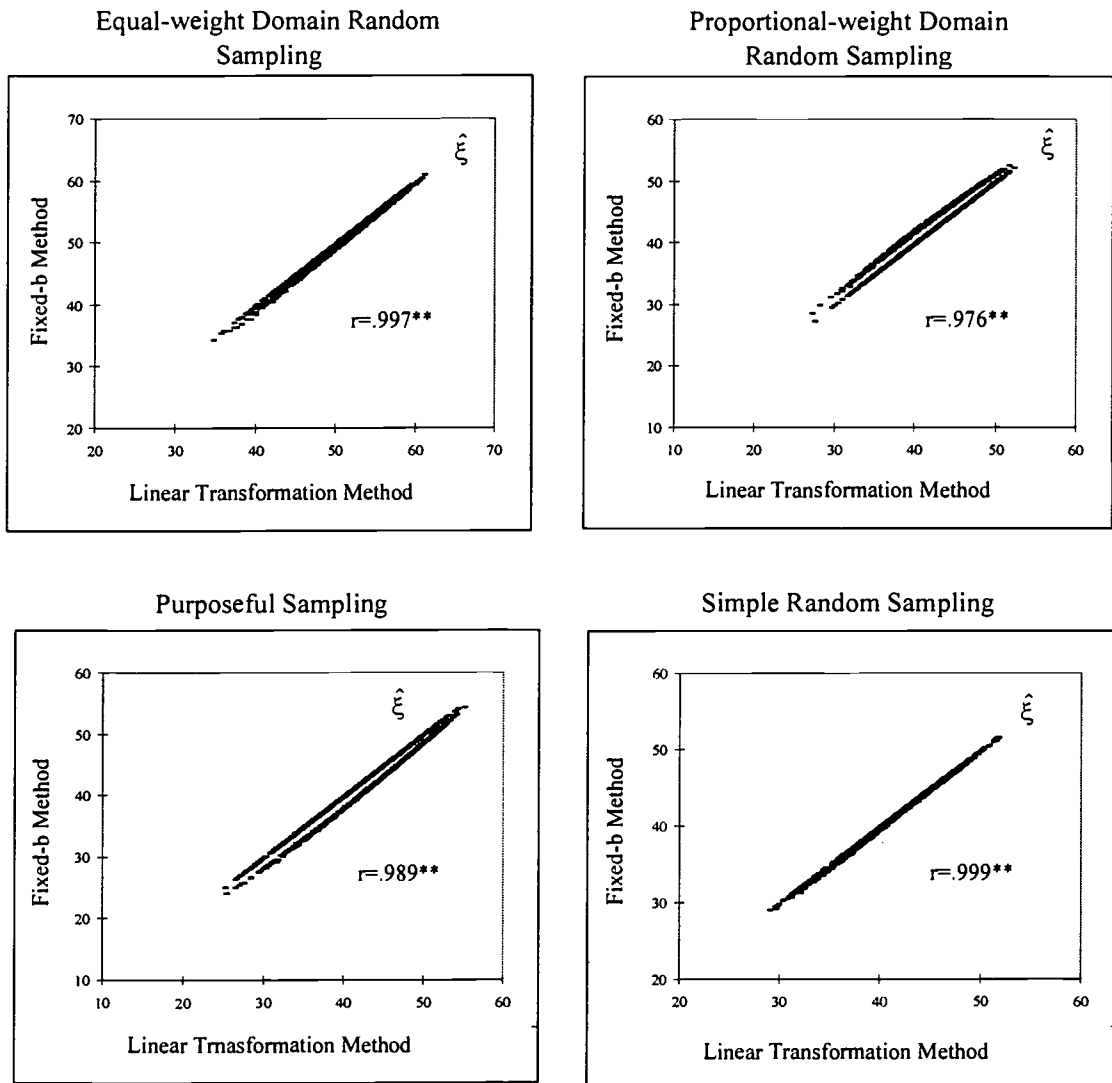 Equal-weight Domain Random
Sampling
70
60
50
40
30
20
20
30
40
50
60
70
Fixed-b Method
Linear Transformation Method
ξ̂
r=.997**
Proportional-weight Domain
Random Sampling
60
50
40
30
20
10
10
20
30
40
50
60
Fixed-b Method
Linear Transformation Method
ξ̂
r=.976**
Purposeful Sampling
60
50
40
30
20
10
10
20
30
40
50
60
Fixed-b Method
Linear Trnasformation Method
ξ̂
r=.989**
Simple Random Sampling
60
50
40
30
20
20
30
40
50
60
Fixed-b Method
Linear Transformation Method
ξ̂
r=.999**